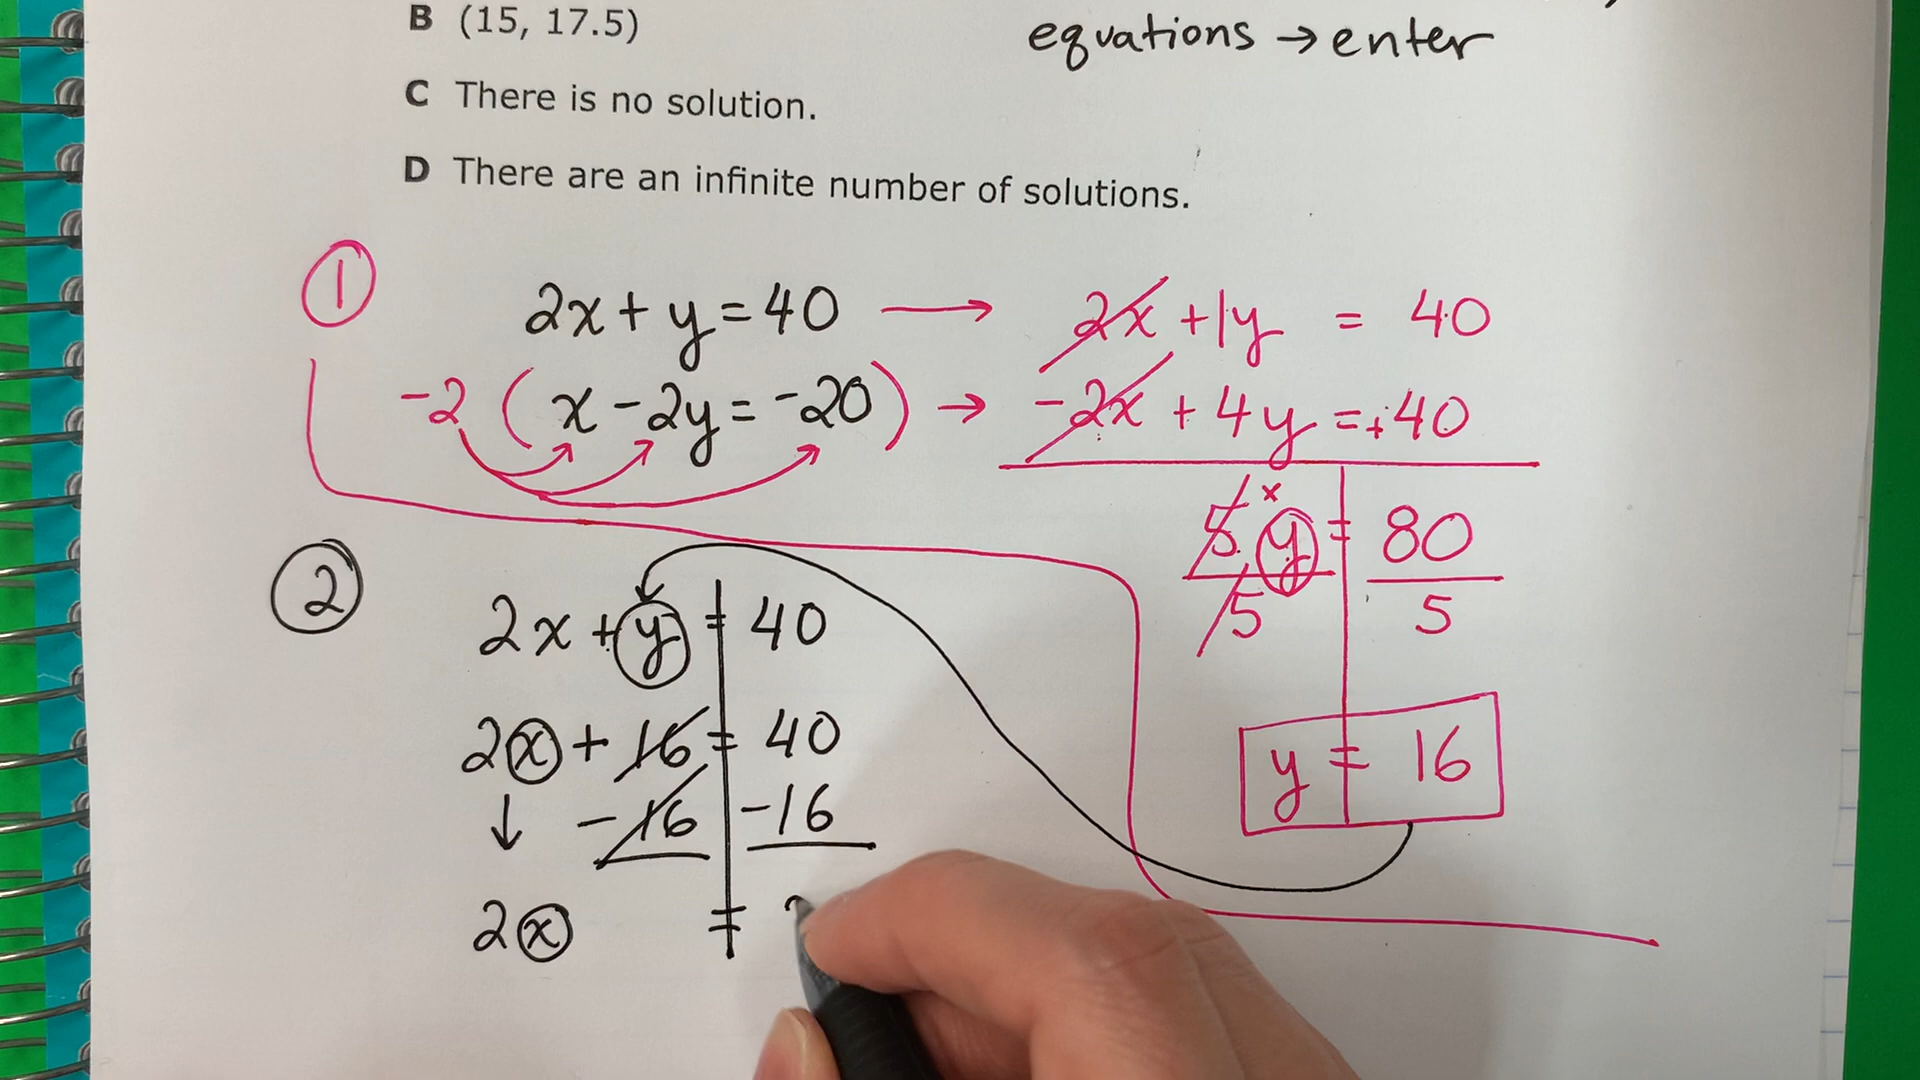 B (15, 17.5)
equations → enter
C There is no solution.
D There are an infinite number of solutions.
①
2x + y = 40 → 2x + 1y = 40
-2 ( x - 2y = -20 ) → -2x + 4y = +40
5y = 80
5 5
②
2x + y = 40
2x + 16 = 40
y = 16
↓ -16 -16
2x =